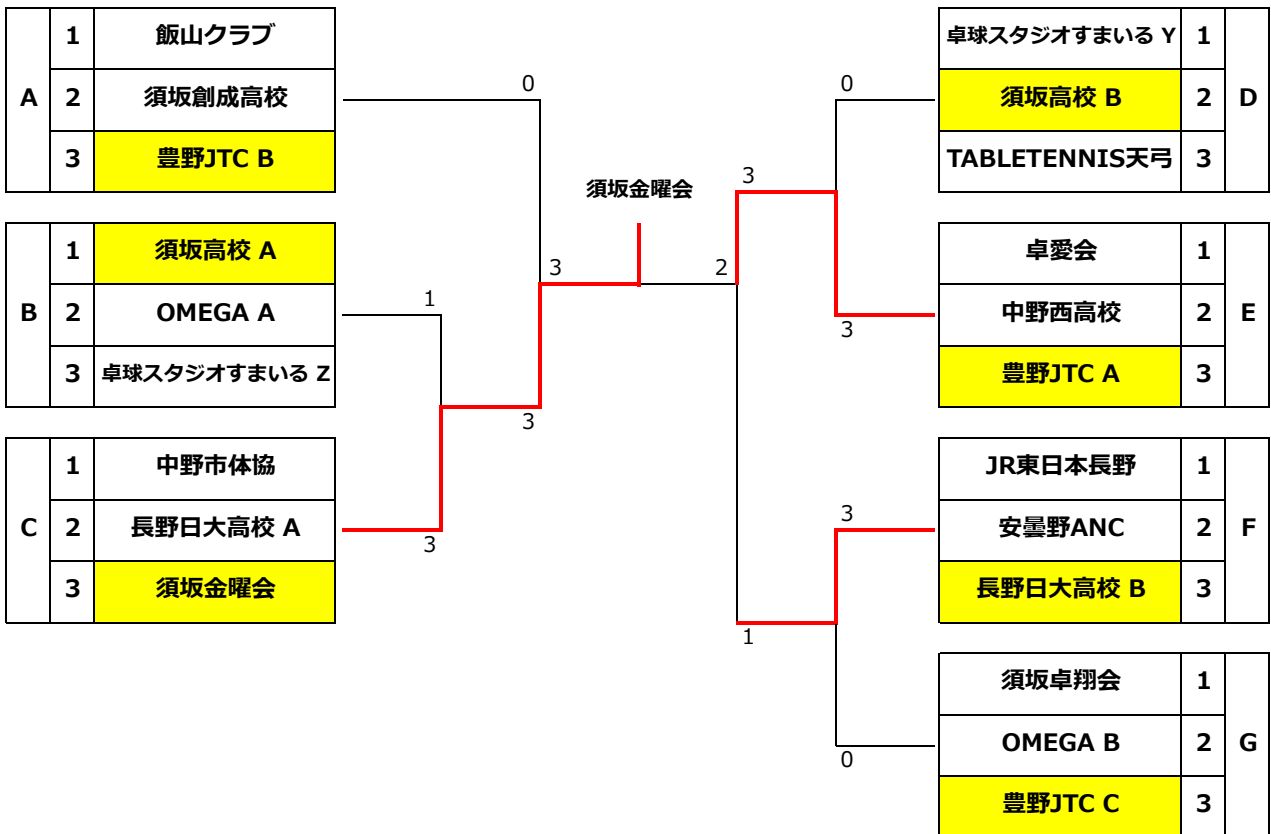 A
1 飯山クラブ
2 須坂創成高校
3 豊野JTC B
B
1 須坂高校 A
2 OMEGA A
3 卓球スタジオすまいる Z
C
1 中野市体協
2 長野日大高校 A
3 須坂金曜会
0
1
3
3
3
須坂金曜会
2
3
0
3
3
1
0
卓球スタジオすまいる Y 1
須坂高校 B 2
TABLETENNIS天弓 3
D
卓愛会 1
中野西高校 2
豊野JTC A 3
E
JR東日本長野 1
安曇野ANC 2
長野日大高校 B 3
F
須坂卓翔会 1
OMEGA B 2
豊野JTC C 3
G